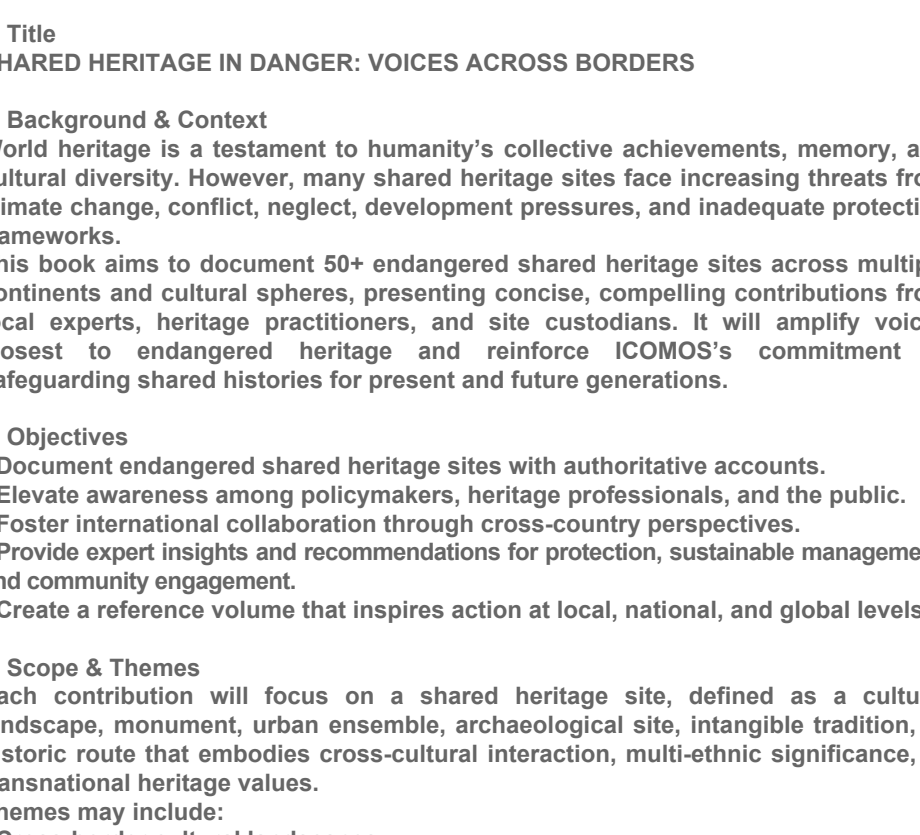 Title
HARED HERITAGE IN DANGER: VOICES ACROSS BORDERS
Background & Context
orld heritage is a testament to humanity's collective achievements, memory, a
ultural diversity. However, many shared heritage sites face increasing threats fro
imate change, conflict, neglect, development pressures, and inadequate protecti
rameworks.
his book aims to document 50+ endangered shared heritage sites across multip
ontinents and cultural spheres, presenting concise, compelling contributions fro
ocal experts, heritage practitioners, and site custodians. It will amplify voic
osest to endangered heritage and reinforce ICOMOS's commitment
afeguarding shared histories for present and future generations.
Objectives
Document endangered shared heritage sites with authoritative accounts.
Elevate awareness among policymakers, heritage professionals, and the public.
Foster international collaboration through cross-country perspectives.
Provide expert insights and recommendations for protection, sustainable manageme
nd community engagement.
Create a reference volume that inspires action at local, national, and global levels
Scope & Themes
ach contribution will focus on a shared heritage site, defined as a cultu
ndscape, monument, urban ensemble, archaeological site, intangible tradition,
istoric route that embodies cross-cultural interaction, multi-ethnic significance,
ansnational heritage values.
hemes may include: